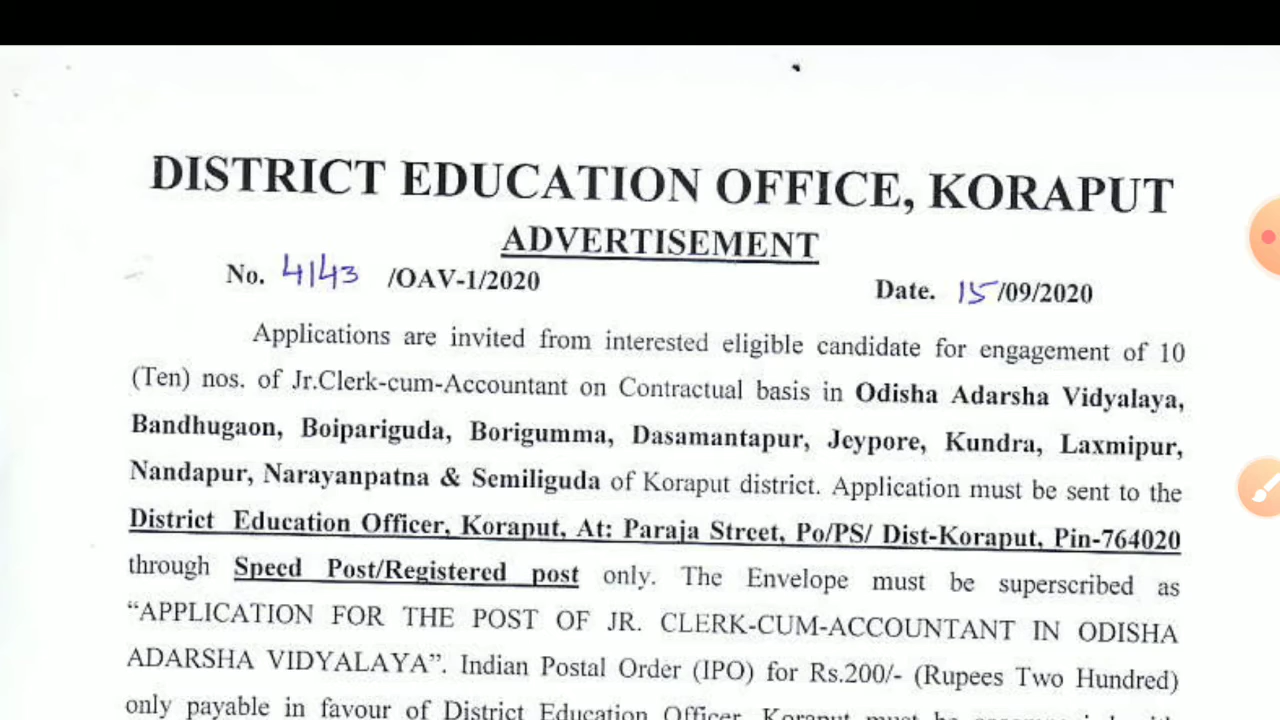 DISTRICT EDUCATION OFFICE, KORAPUT
ADVERTISEMENT
No. 4143 /OAV-1/2020 Date. 15/09/2020
Applications are invited from interested eligible candidate for engagement of 10
(Ten) nos. of Jr.Clerk-cum-Accountant on Contractual basis in Odisha Adarsha Vidyalaya,
Bandhugaon, Boipariguda, Borigumma, Dasamantapur, Jeypore, Kundra, Laxmipur,
Nandapur, Narayanpatna & Semiliguda of Koraput district. Application must be sent to the
District Education Officer, Koraput, At: Paraja Street, Po/PS/ Dist-Koraput, Pin-764020
through Speed Post/Registered post only. The Envelope must be superscribed as
“APPLICATION FOR THE POST OF JR. CLERK-CUM-ACCOUNTANT IN ODISHA
ADARSHA VIDYALAYA”. Indian Postal Order (IPO) for Rs.200/- (Rupees Two Hundred)
only payable in favour of District Education Officer, Koraput must be